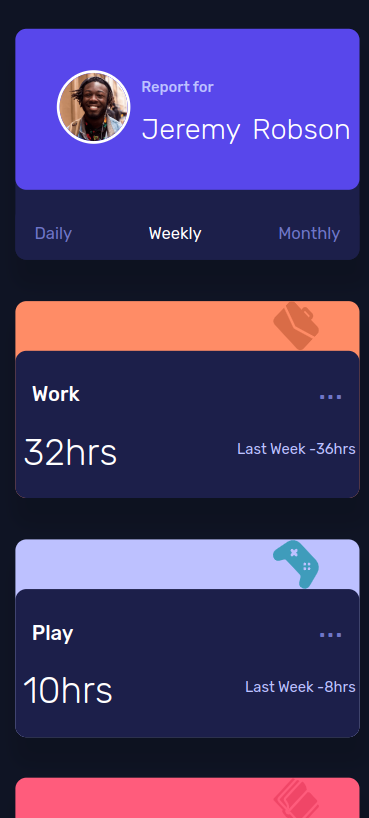 Report for
Jeremy Robson
Daily Weekly Monthly
Work ...
32hrs Last Week -36hrs
Play ...
10hrs Last Week -8hrs